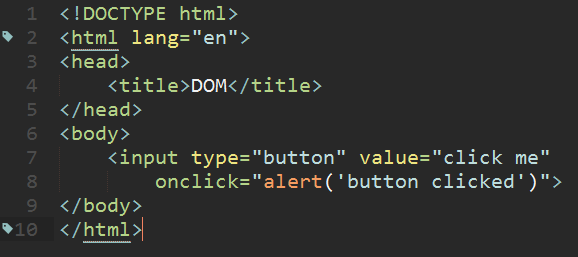 1 <!DOCTYPE html>
2 <html lang="en">
3 <head>
4     <title>DOM</title>
5 </head>
6 <body>
7     <input type="button" value="click me"
8         onclick="alert('button clicked')">
9 </body>
10 </html>